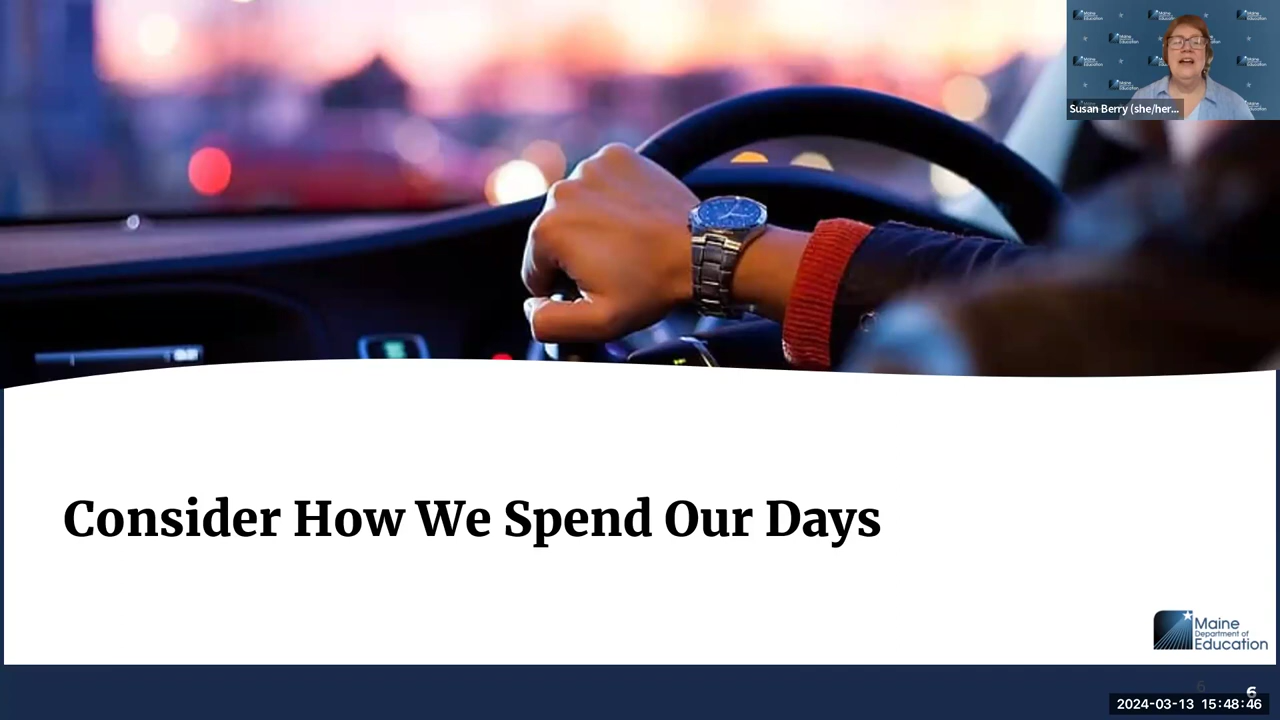 Susan Berry (she/her...
Consider How We Spend Our Days
Maine
Department of
Education
6
6
2024-03-13 15:48:46